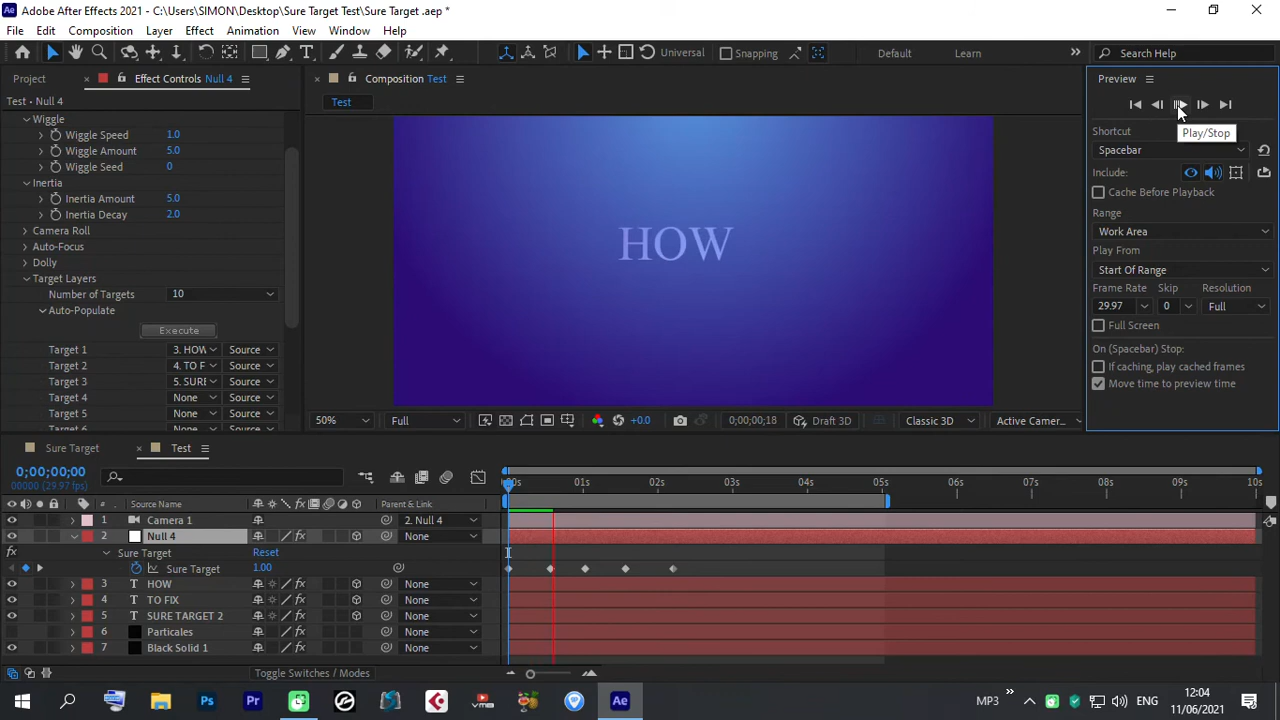 Adobe After Effects 2021 - C:\Users\SIMON\Desktop\Sure Target Test\Sure Target .aep *
File Edit Composition Layer Effect Animation View Window Help
Universal Snapping Default Learn Search Help
Project Effect Controls Null 4 Composition Test Preview
Test • Null 4
Test
Play/Stop
Wiggle
Wiggle Speed 1.0
Wiggle Amount 5.0
Wiggle Seed 0
Inertia
Inertia Amount 5.0
Inertia Decay 2.0
Camera Roll
Auto-Focus
Dolly
Target Layers
Number of Targets 10
Auto-Populate
Execute
Target 1 3. HOW Source
Target 2 4. TO F Source
Target 3 5. SURE Source
Target 4 None Source
Target 5 None Source
HOW
Shortcut
Spacebar
Include:
Cache Before Playback
Range
Work Area
Play From
Start Of Range
Frame Rate Skip Resolution
29.97 0 Full
Full Screen
On (Spacebar) Stop:
If caching, play cached frames
Move time to preview time
50% Full +0.0 0;00;00;18 Draft 3D Classic 3D Active Camer...
Sure Target Test
0;00;00;00
00000 (29.97 fps)
:00s 01s 02s 03s 04s 05s 06s 07s 08s 09s 10s
# Source Name Parent & Link
1 Camera 1 2. Null 4
2 Null 4 None
Sure Target Reset
Sure Target 1.00
3 HOW None
4 TO FIX None
5 SURE TARGET 2 None
6 Particales None
7 Black Solid 1 None
Toggle Switches / Modes
MP3 ENG 2:04
11/06/2021